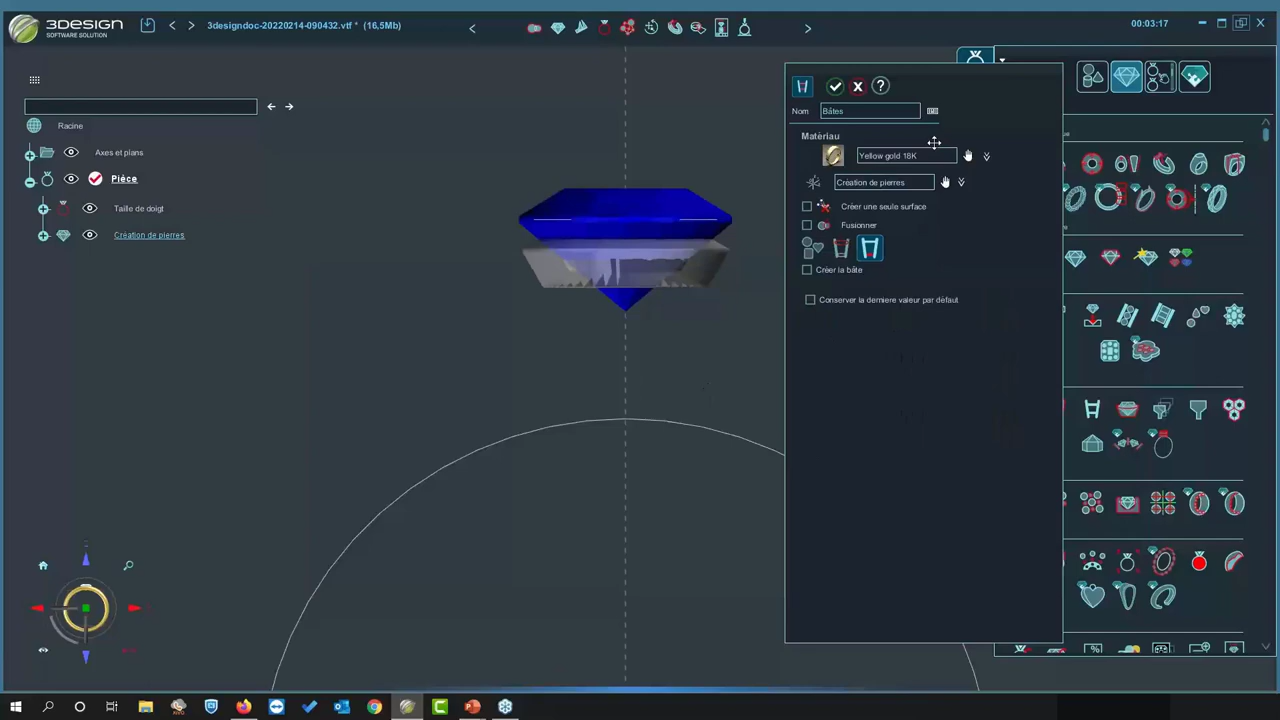 3DESIGN
SOFTWARE SOLUTION
3designdoc-20220214-090432.vtf * (16,5Mb)
00:03:17
Racine
Axes et plans
Pièce
Taille de doigt
Création de pierres
Nom Bâtes
Matériau
Yellow gold 18K
Création de pierres
Créer une seule surface
Fusionner
Créer la bâte
Conserver la derniere valeur par défaut